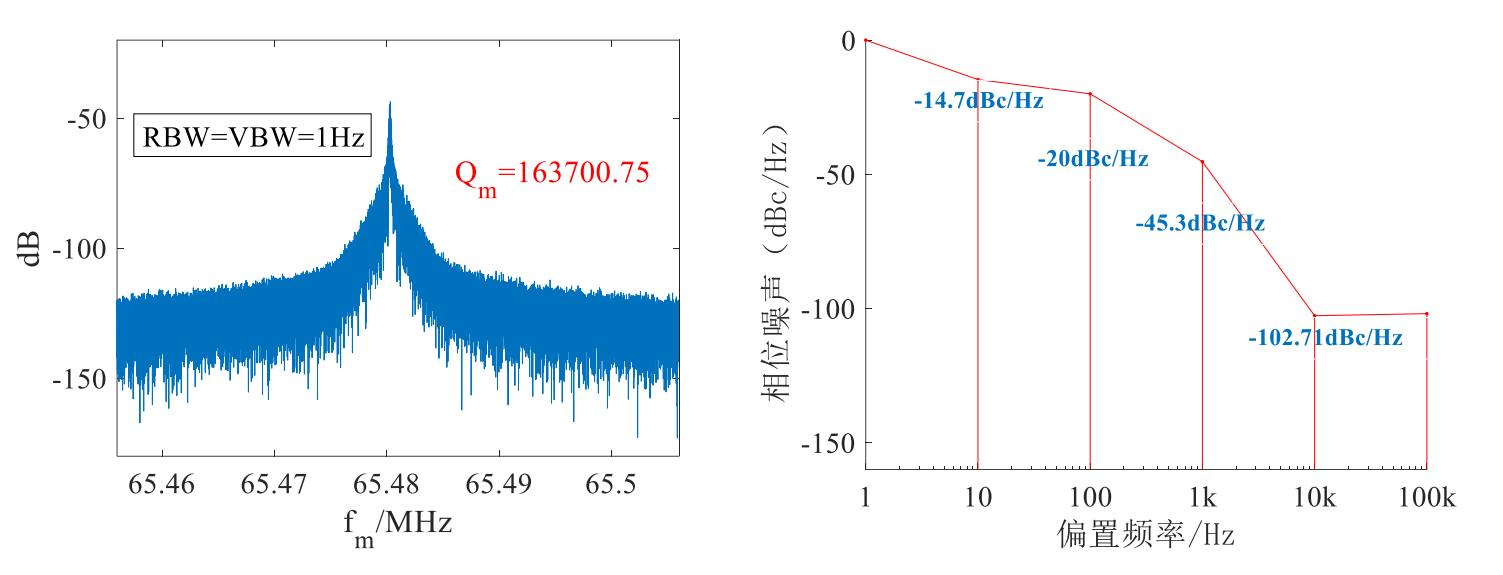 -50
-100
-150
dB
RBW=VBW=1Hz
Qm=163700.75
65.46
65.47
65.48
65.49
65.5
fm/MHz
0
-50
-100
-150
相位噪声（dBc/Hz）
-14.7dBc/Hz
-20dBc/Hz
-45.3dBc/Hz
-102.71dBc/Hz
1
10
100
1k
10k
100k
偏置频率/Hz